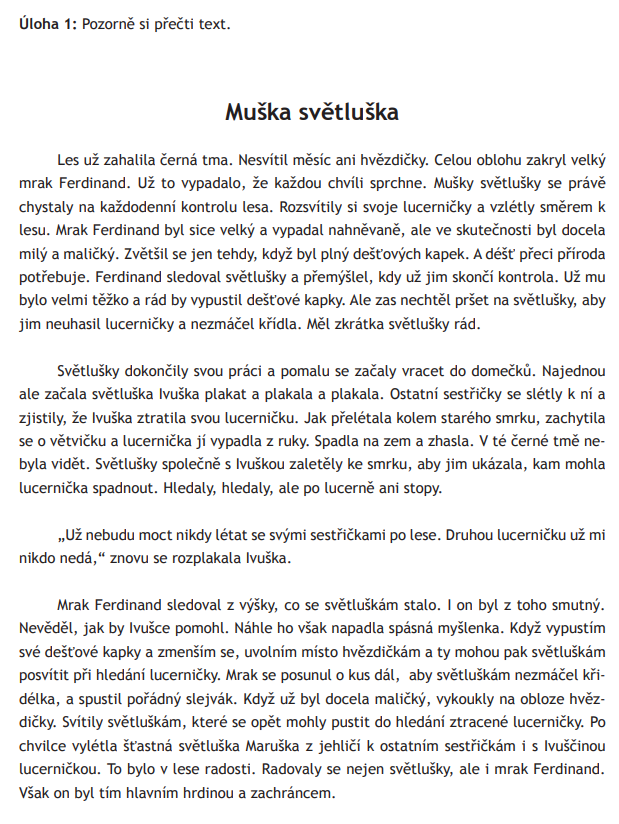 Úloha 1: Pozorně si přečti text.
Muška světluška
Les už zahalila černá tma. Nesvítil měsíc ani hvězdičky. Celou oblohu zakryl velký
mrak Ferdinand. Už to vypadalo, že každou chvíli sprchne. Mušky světlušky se právě
chystaly na každodenní kontrolu lesa. Rozsvítily si svoje lucerničky a vzlétly směrem k
lesu. Mrak Ferdinand byl sice velký a vypadal nahněvaně, ale ve skutečnosti byl docela
milý a maličký. Zvětšil se jen tehdy, když byl plný dešťových kapek. A déšť přeci příroda
potřebuje. Ferdinand sledoval světlušky a přemýšlel, kdy už jim skončí kontrola. Už mu
bylo velmi těžko a rád by vypustil dešťové kapky. Ale zas nechtěl pršet na světlušky, aby
jim neuhasil lucerničky a nezmáčel křídla. Měl zkrátka světlušky rád.
Světlušky dokončily svou práci a pomalu se začaly vracet do domečků. Najednou
ale začala světluška Ivuška plakat a plakala a plakala. Ostatní sestřičky se slétly k ní a
zjistily, že Ivuška ztratila svou lucerničku. Jak přelétala kolem starého smrku, zachytila
se o větvičku a lucernička jí vypadla z ruky. Spadla na zem a zhasla. V té černé tmě ne-
byla vidět. Světlušky společně s Ivuškou zaletěly ke smrku, aby jim ukázala, kam mohla
lucernička spadnout. Hledaly, hledaly, ale po lucerně ani stopy.
„Už nebudu moct nikdy létat se svými sestřičkami po lese. Druhou lucerničku už mi
nikdo nedá,“ znovu se rozplakala Ivuška.
Mrak Ferdinand sledoval z výšky, co se světluškám stalo. I on byl z toho smutný.
Nevěděl, jak by Ivušce pomohl. Náhle ho však napadla spásná myšlenka. Když vypustím
své dešťové kapky a zmenším se, uvolním místo hvězdičkám a ty mohou pak světluškám
posvítit při hledání lucerničky. Mrak se posunul o kus dál, aby světluškám nezmáčel kři-
délka, a spustil pořádný slejvák. Když už byl docela maličký, vykoukly na obloze hvěz-
dičky. Svítily světluškám, které se opět mohly pustit do hledání ztracené lucerničky. Po
chvilce vylétla šťastná světluška Maruška z jehličí k ostatním sestřičkám i s Ivuščinou
lucerničkou. To bylo v lese radosti. Radovaly se nejen světlušky, ale i mrak Ferdinand.
Však on byl tím hlavním hrdinou a zachráncem.